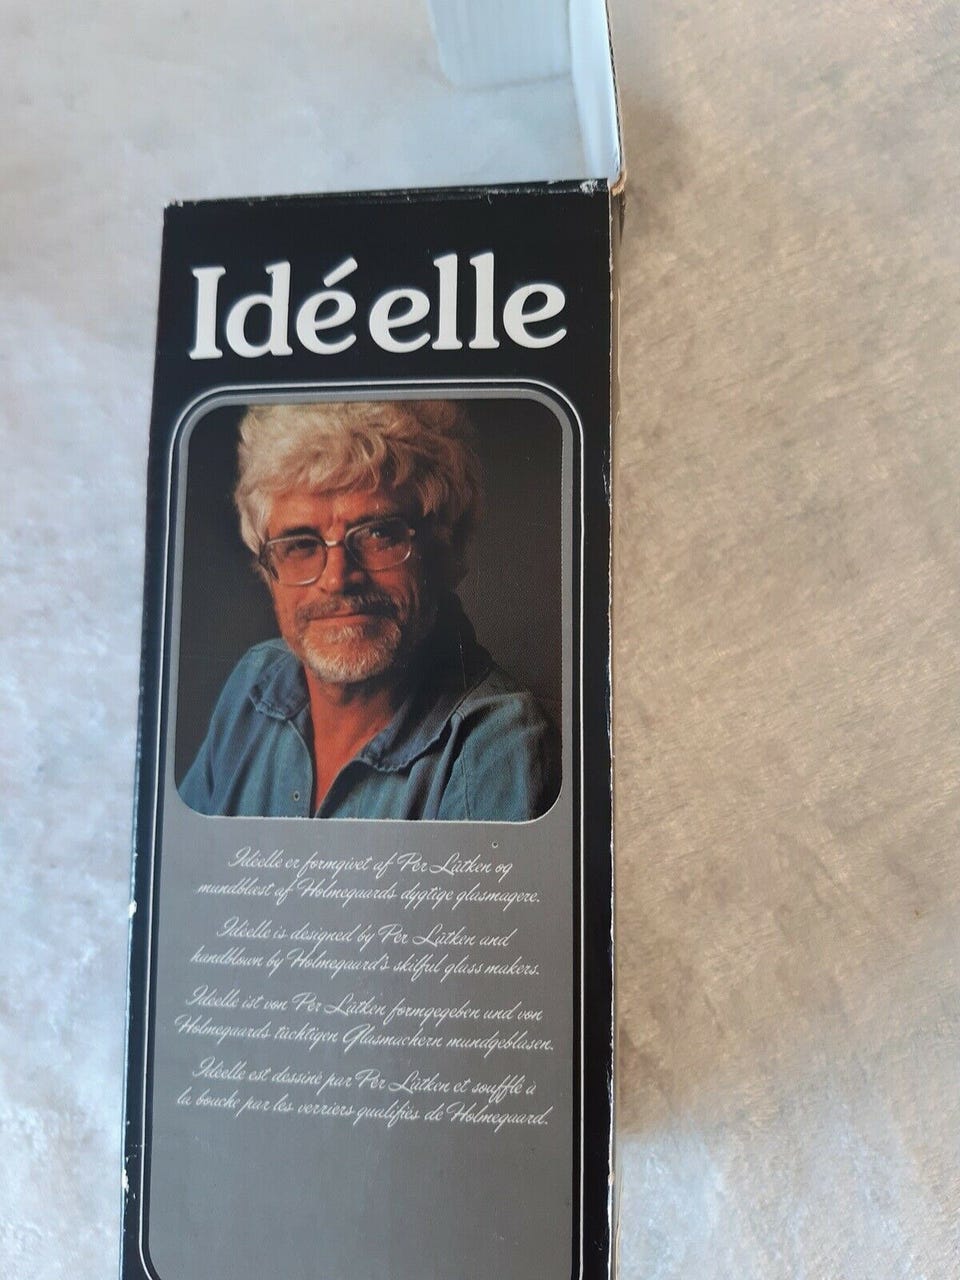 Idéelle
Idéelle er formgivet af Per Lütken og
mundblæst af Holmegaards dygtige glasmagere.
Idéelle is designed by Per Lütken and
handblown by Holmegaard's skilful glass makers.
Idéelle ist von Per Lütken formgegeben und von
Holmegaards tüchtigen Glasmachern mundgeblasen.
Idéelle est dessiné par Per Lütken et soufflé à
la bouche par les verriers qualifiés de Holmegaard.